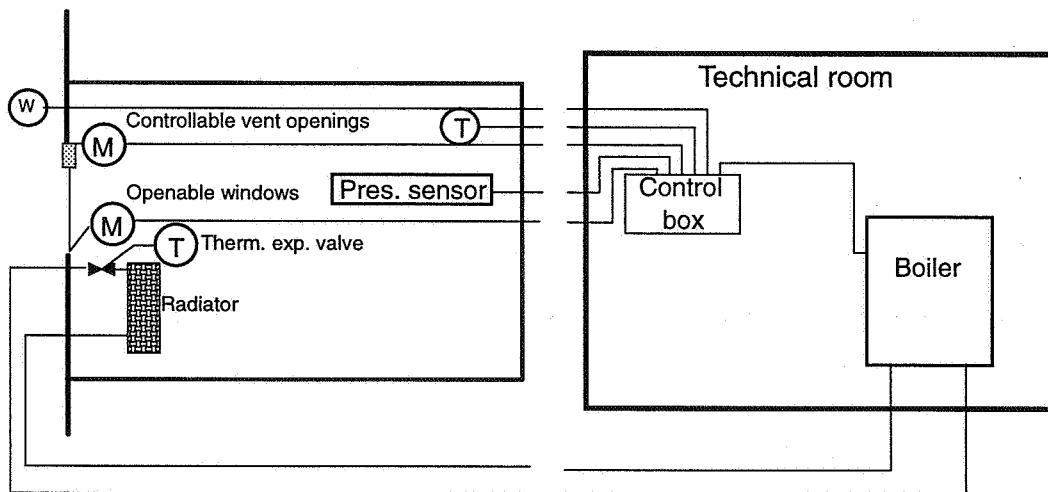 Technical room
W
Controllable vent openings
T
M
Openable windows
Pres. sensor
Control
box
M
Therm. exp. valve
T
Boiler
Radiator